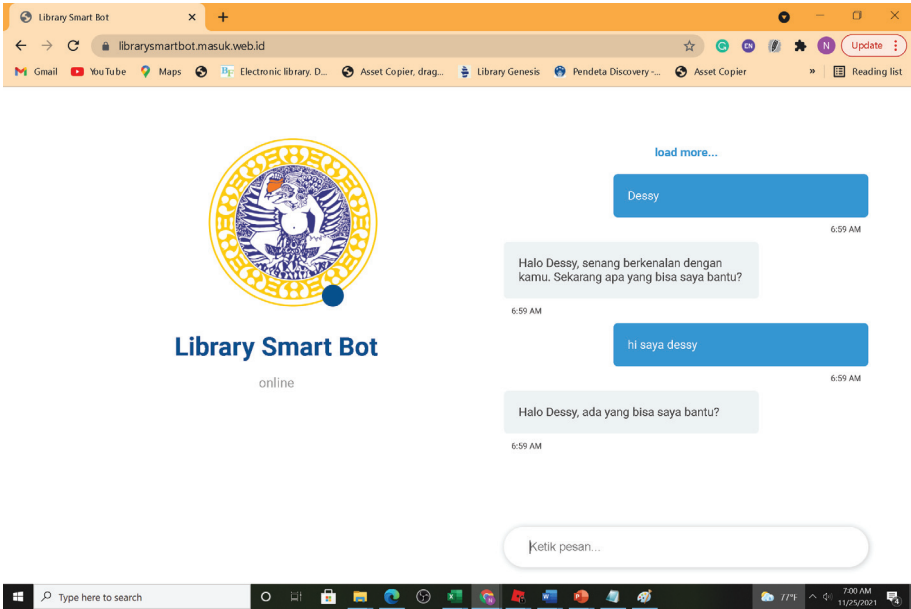 Library Smart Bot
librarysmartbot.masuk.web.id
N
Update
Gmail
YouTube
Maps
Electronic library. D...
Asset Copier, drag...
Library Genesis
Pendeta Discovery -...
Asset Copier
»
Reading list
load more...
Dessy
6:59 AM
Halo Dessy, senang berkenalan dengan
kamu. Sekarang apa yang bisa saya bantu?
6:59 AM
Library Smart Bot
online
hi saya dessy
6:59 AM
Halo Dessy, ada yang bisa saya bantu?
6:59 AM
Ketik pesan...
Type here to search
77°F
7:00 AM
11/25/2021